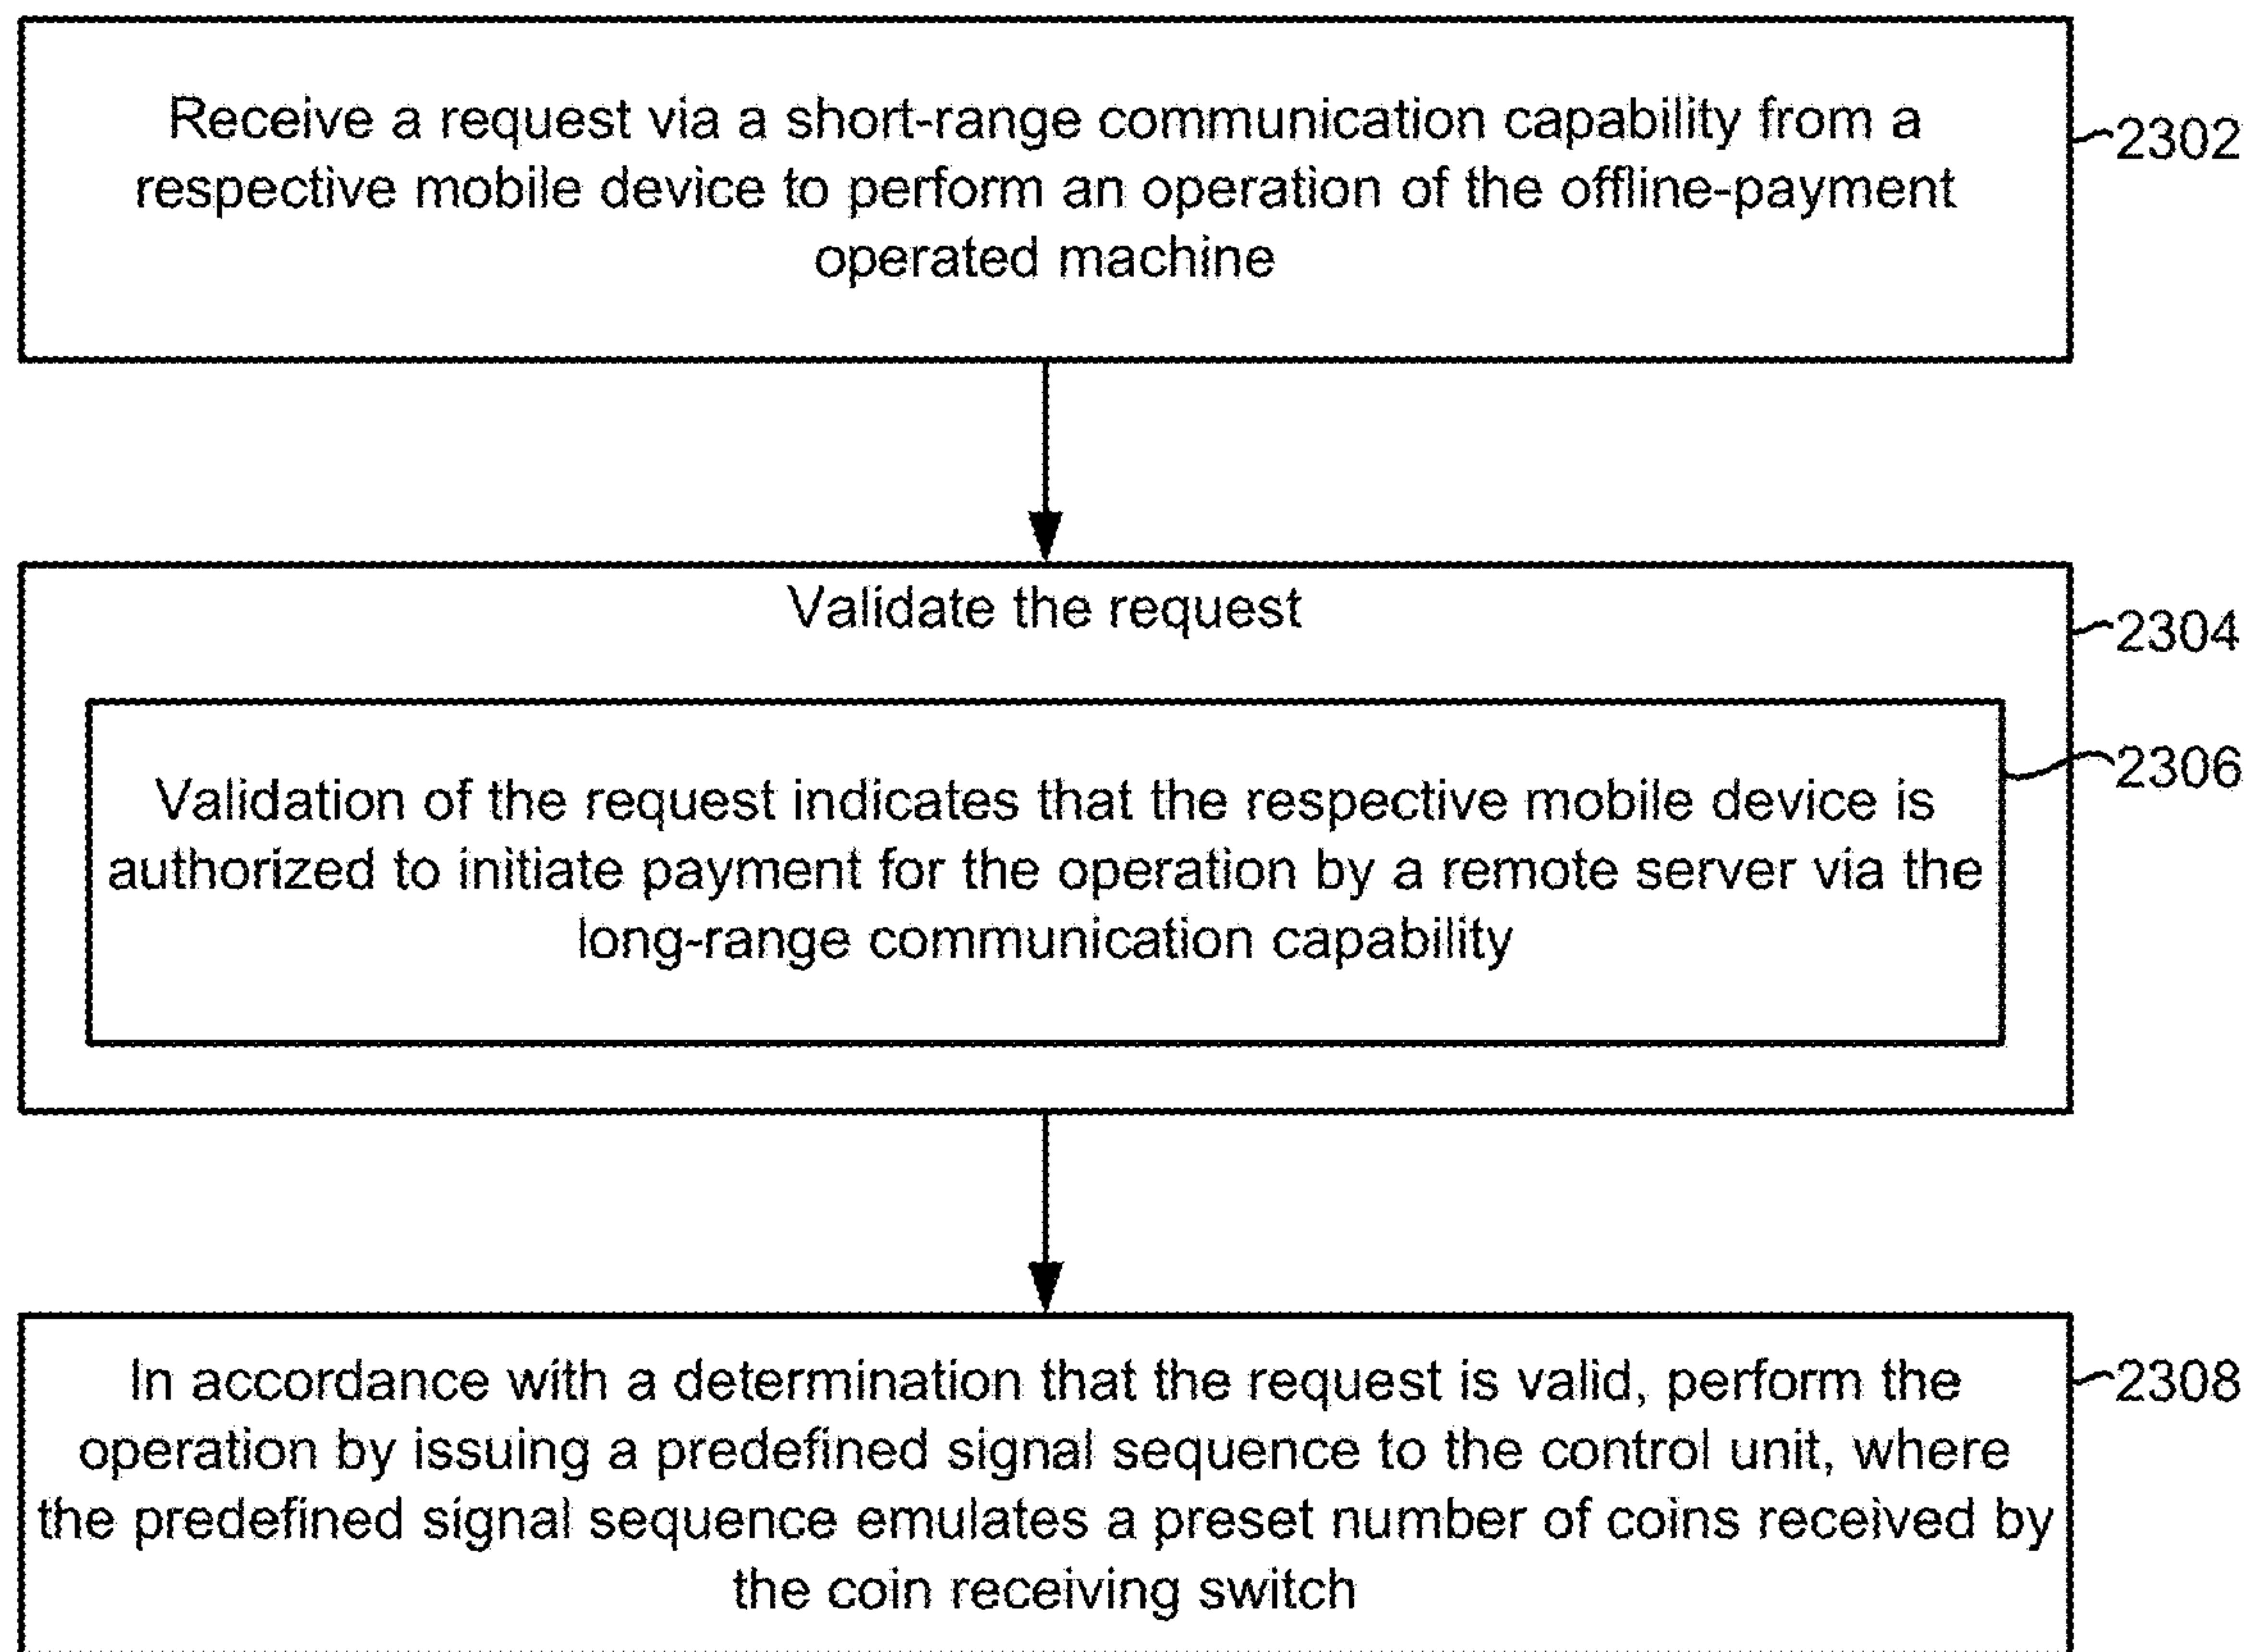 Receive a request via a short-range communication capability from a
respective mobile device to perform an operation of the offline-payment
operated machine
2302
Validate the request
2304
Validation of the request indicates that the respective mobile device is
authorized to initiate payment for the operation by a remote server via the
long-range communication capability
2306
In accordance with a determination that the request is valid, perform the
operation by issuing a predefined signal sequence to the control unit, where
the predefined signal sequence emulates a preset number of coins received by
the coin receiving switch
2308